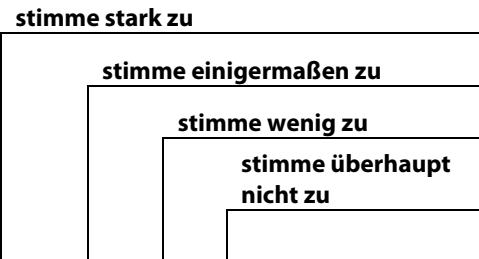 stimme stark zu
stimme einigermaßen zu
stimme wenig zu
stimme überhaupt
nicht zu